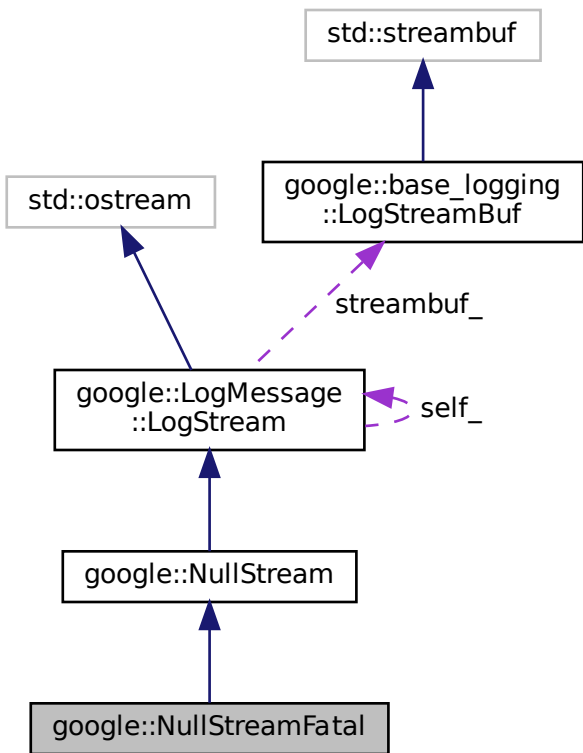 std::streambuf
google::base_logging
::LogStreamBuf
std::ostream
streambuf_
google::LogMessage
::LogStream
self_
google::NullStream
google::NullStreamFatal